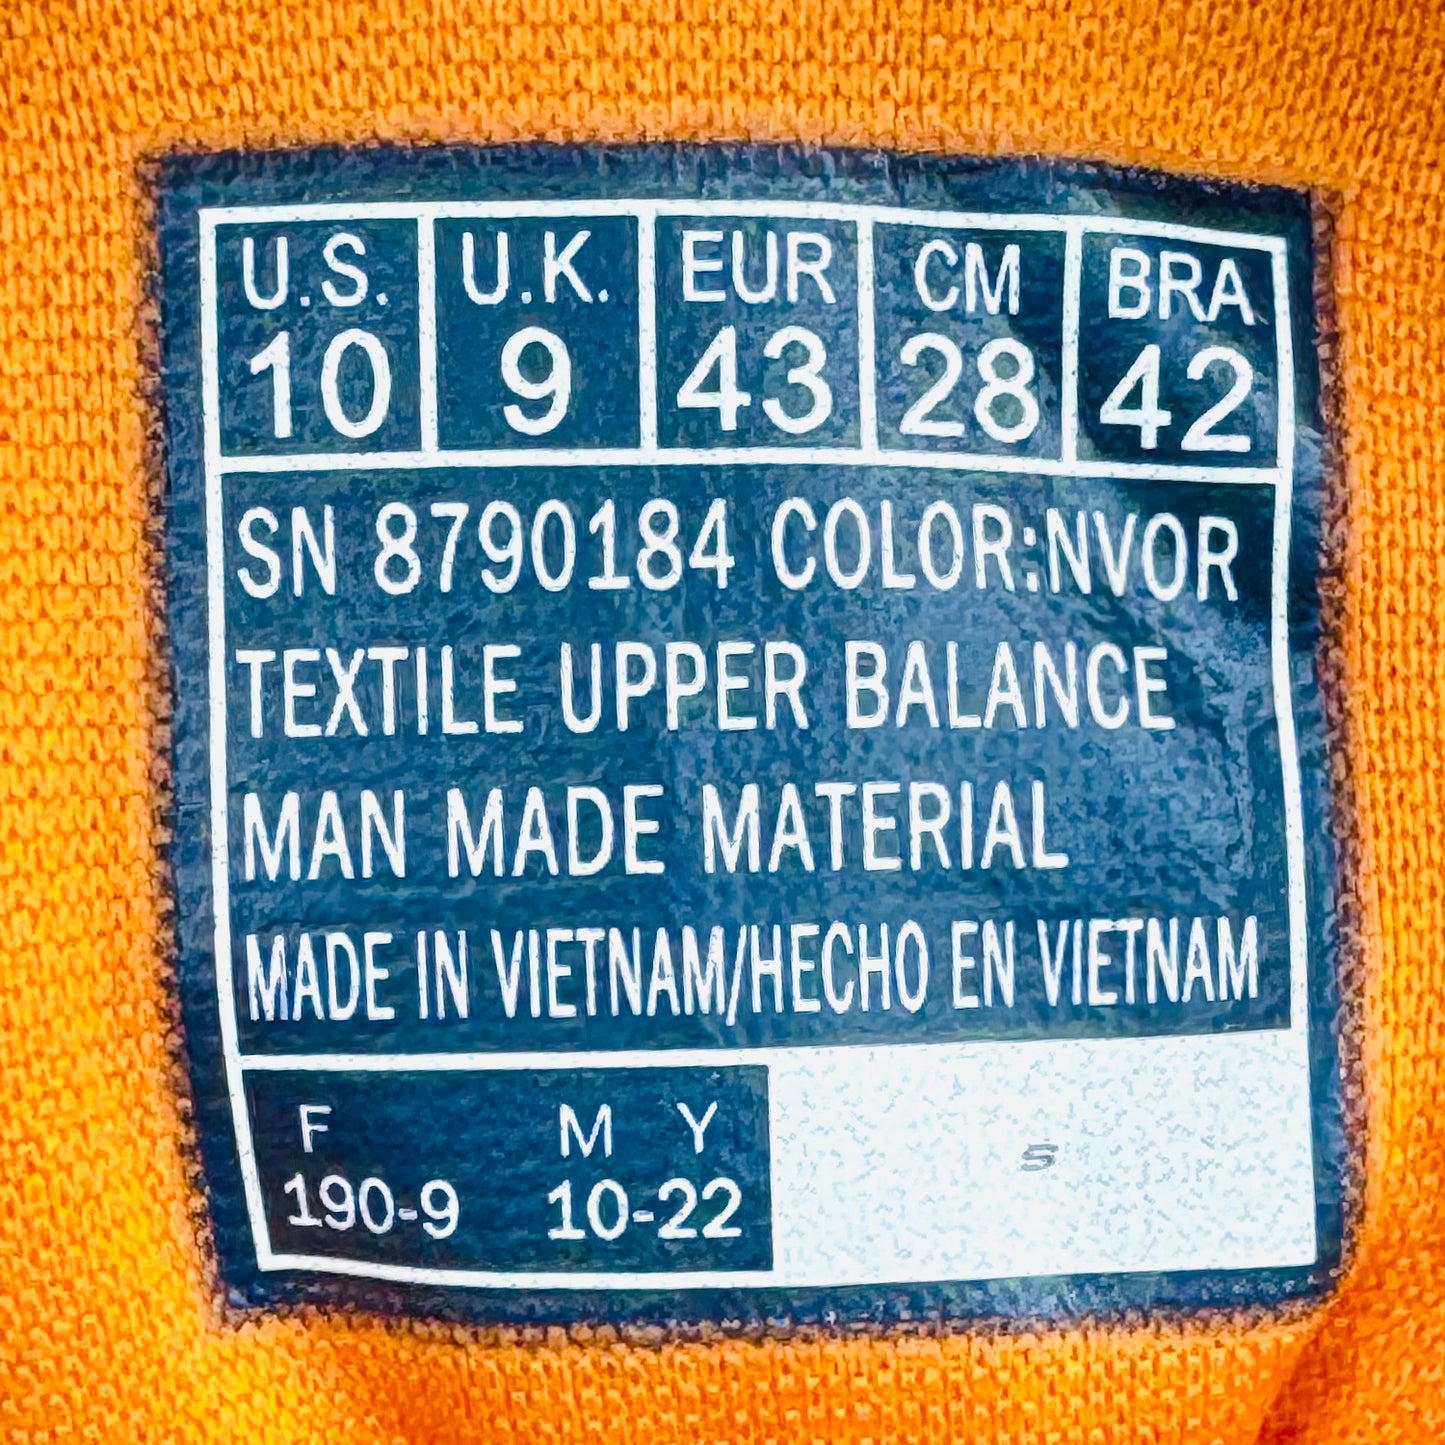 U.S. U.K. EUR CM BRA
10 9 43 28 42
SN 8790184 COLOR:NVOR
TEXTILE UPPER BALANCE
MAN MADE MATERIAL
MADE IN VIETNAM/HECHO EN VIETNAM
F M Y
190-9 10-22
S